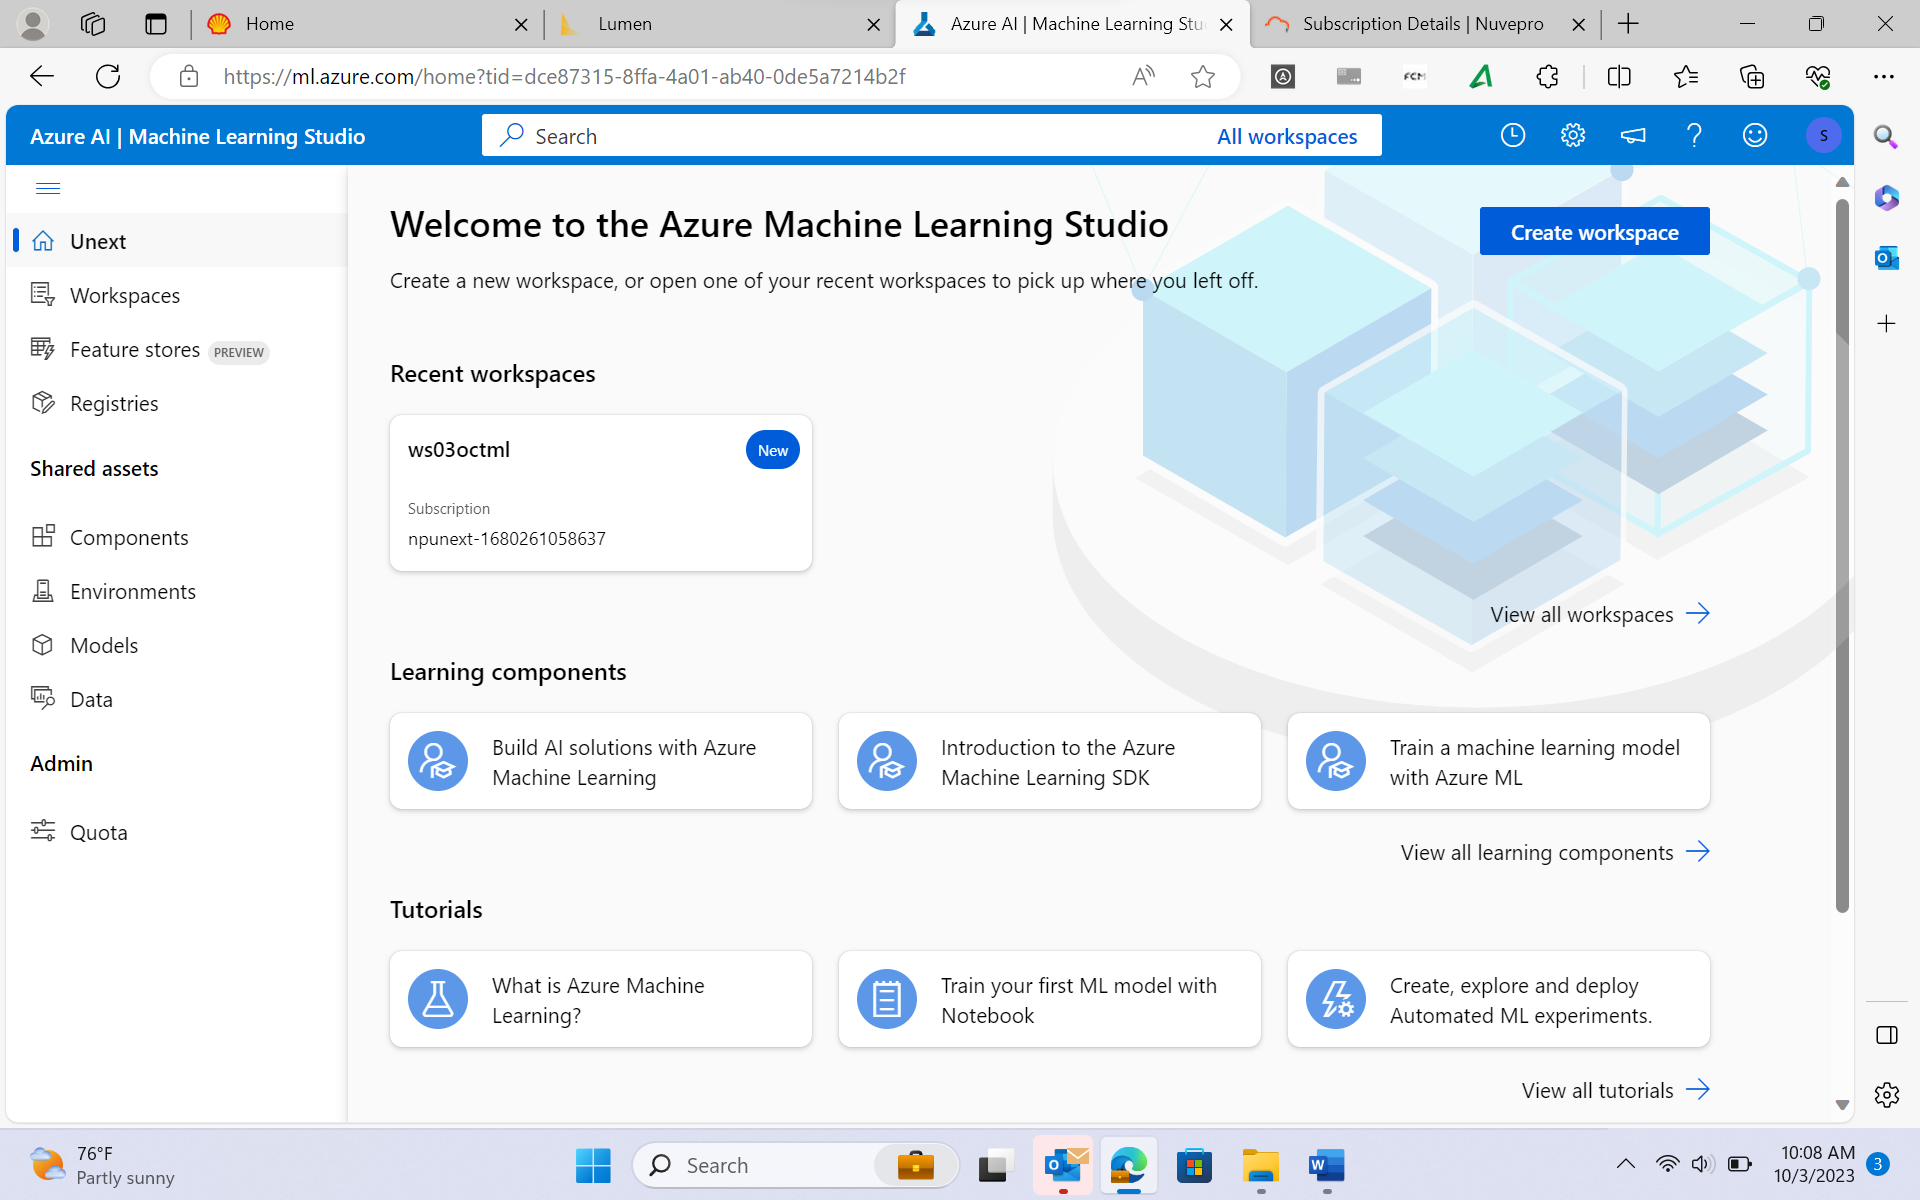 Home
Lumen
Azure AI | Machine Learning Stu
Subscription Details | Nuvepro
https://ml.azure.com/home?tid=dce87315-8ffa-4a01-ab40-0de5a7214b2f
FCM
Azure AI | Machine Learning Studio
Search
All workspaces
S
Unext
Workspaces
Feature stores PREVIEW
Registries
Shared assets
Components
Environments
Models
Data
Admin
Quota
Welcome to the Azure Machine Learning Studio
Create workspace
Create a new workspace, or open one of your recent workspaces to pick up where you left off.
Recent workspaces
ws03octml
New
Subscription
npunext-1680261058637
View all workspaces
Learning components
Build AI solutions with Azure
Machine Learning
Introduction to the Azure
Machine Learning SDK
Train a machine learning model
with Azure ML
View all learning components
Tutorials
What is Azure Machine
Learning?
Train your first ML model with
Notebook
Create, explore and deploy
Automated ML experiments.
View all tutorials
76°F
Partly sunny
Search
10:08 AM
10/3/2023
3